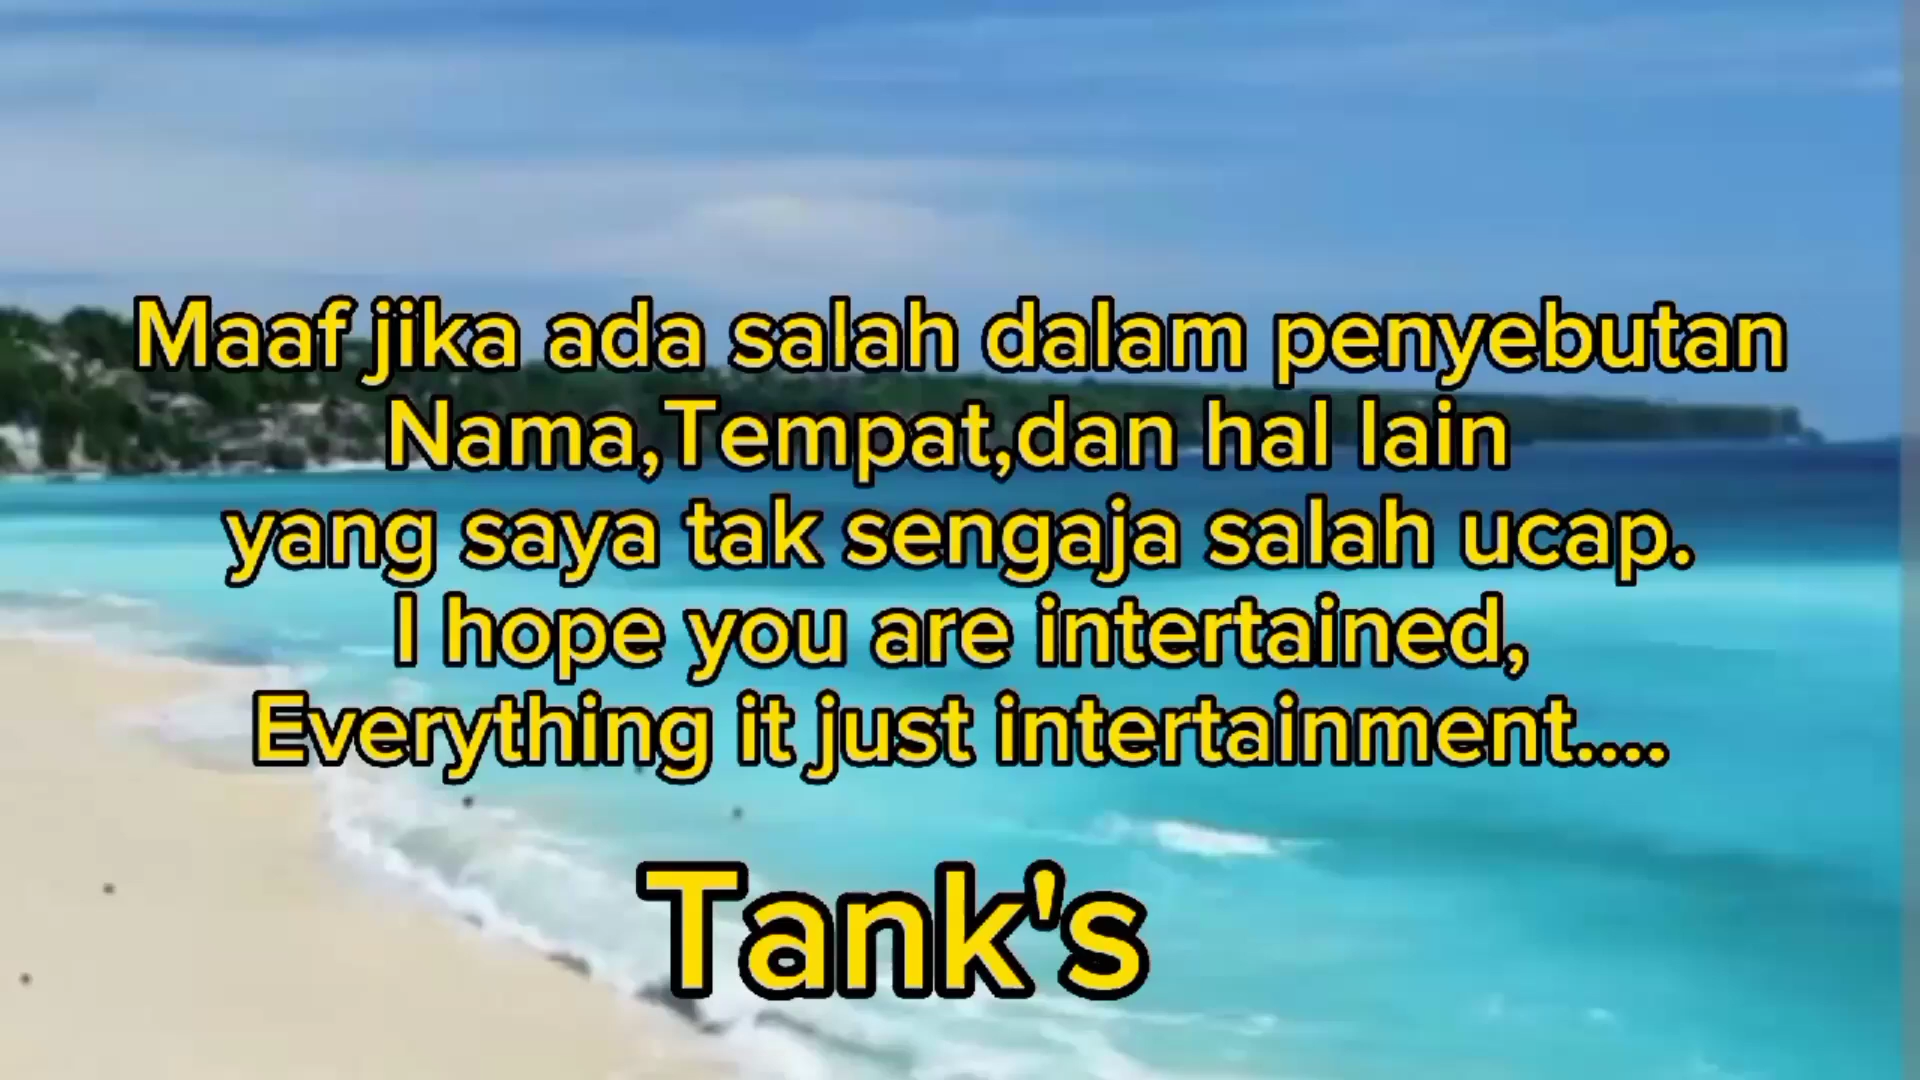 Maaf jika ada salah dalam penyebutan
Nama,Tempat,dan hal lain
yang saya tak sengaja salah ucap.
I hope you are intertained,
Everything it just intertainment....
Tank's